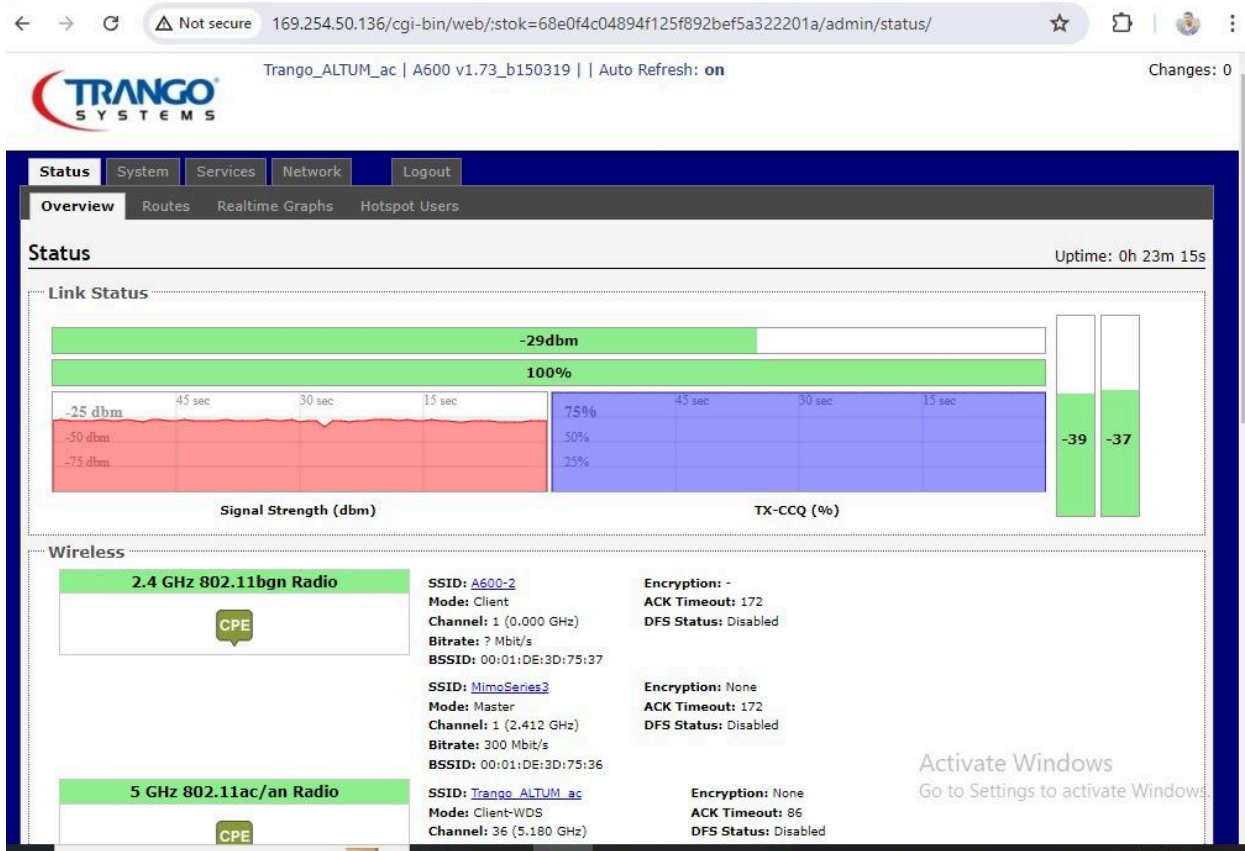 Not secure 169.254.50.136/cgi-bin/web/;stok=68e0f4c04894f125f892bef5a322201a/admin/status/
TRANGO SYSTEMS
Trango_ALTUM_ac | A600 v1.73_b150319 | | Auto Refresh: on
Changes: 0
Status System Services Network Logout
Overview Routes Realtime Graphs Hotspot Users
Status
Uptime: 0h 23m 15s
Link Status
-29dbm
100%
45 sec 30 sec 15 sec
-25 dbm
-50 dbm
-75 dbm
Signal Strength (dbm)
45 sec 30 sec 15 sec
75%
50%
25%
TX-CCQ (%)
-39 -37
Wireless
2.4 GHz 802.11bgn Radio
CPE
SSID: A600-2
Mode: Client
Channel: 1 (0.000 GHz)
Bitrate: ? Mbit/s
BSSID: 00:01:DE:3D:75:37
Encryption: -
ACK Timeout: 172
DFS Status: Disabled
SSID: MimoSeries3
Mode: Master
Channel: 1 (2.412 GHz)
Bitrate: 300 Mbit/s
BSSID: 00:01:DE:3D:75:36
Encryption: None
ACK Timeout: 172
DFS Status: Disabled
5 GHz 802.11ac/an Radio
CPE
SSID: Trango_ALTUM_ac
Mode: Client-WDS
Channel: 36 (5.180 GHz)
Encryption: None
ACK Timeout: 86
DFS Status: Disabled
Activate Windows
Go to Settings to activate Windows.